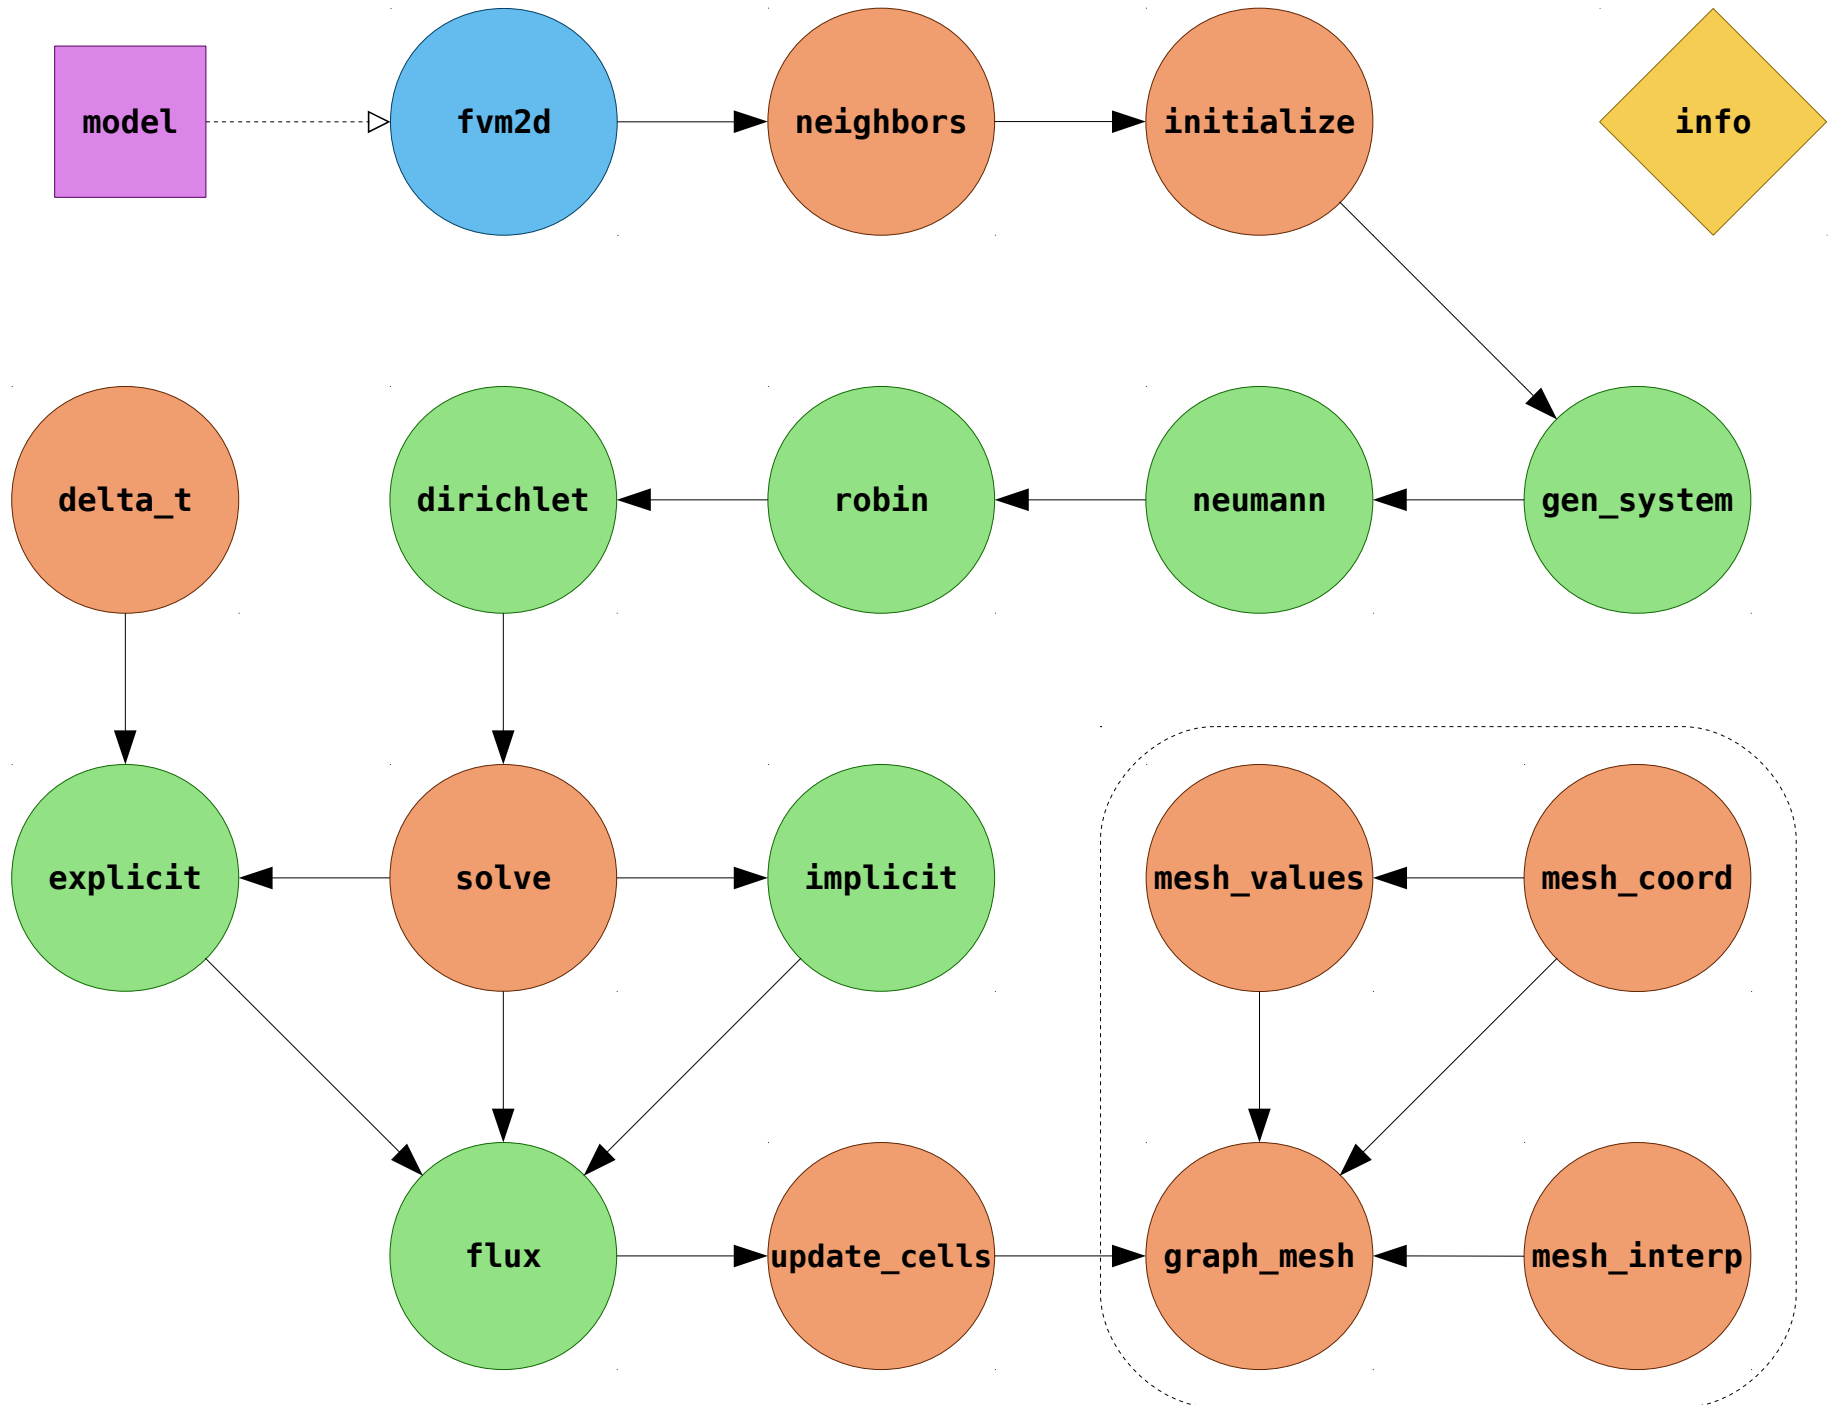 model
fvm2d
neighbors
initialize
info
delta_t
dirichlet
robin
neumann
gen_system
explicit
solve
implicit
mesh_values
mesh_coord
flux
update_cells
graph_mesh
mesh_interp